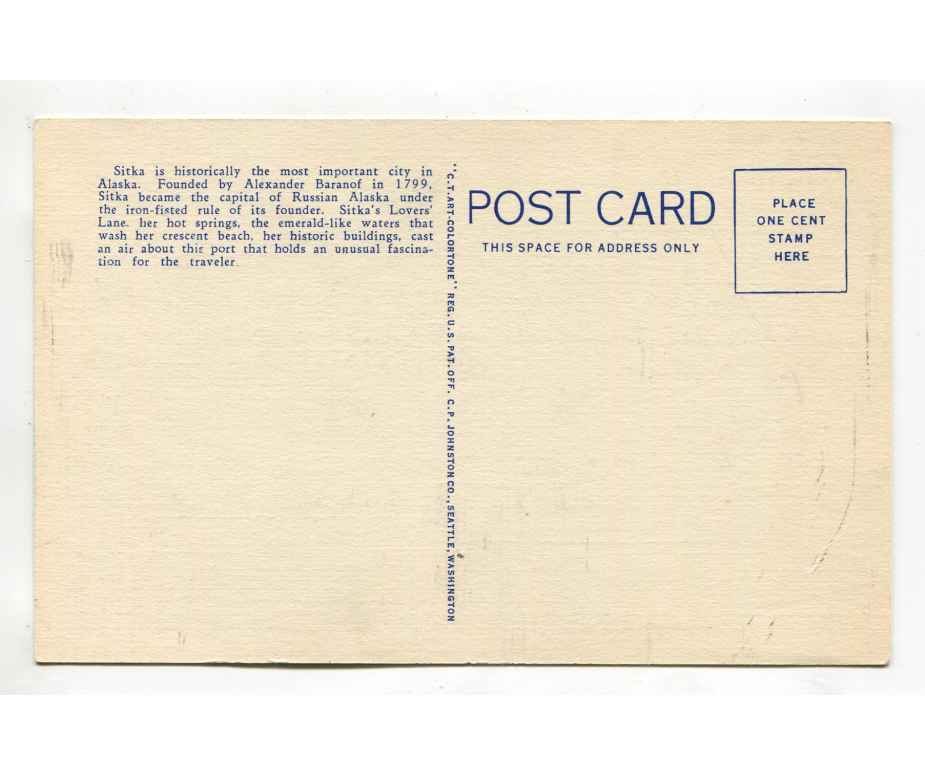 Sitka is historically the most important city in
Alaska. Founded by Alexander Baranof in 1799,
Sitka became the capital of Russian Alaska under
the iron-fisted rule of its founder. Sitka's Lovers'
Lane, her hot springs, the emerald-like waters that
wash her crescent beach, her historic buildings, cast
an air about this port that holds an unusual fascina-
tion for the traveler.
"C.T. ART-COLORTONE" REG. U.S. PAT. OFF. C.P. JOHNSTON CO., SEATTLE, WASHINGTON
POST CARD
THIS SPACE FOR ADDRESS ONLY
PLACE
ONE CENT
STAMP
HERE